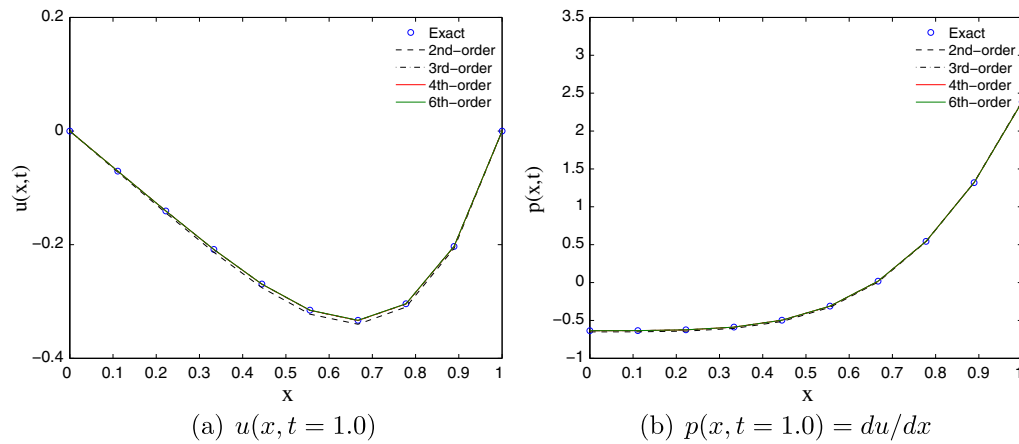 0.2
0
−0.2
−0.4
u(x,t)
Exact
2nd−order
3rd−order
4th−order
6th−order
0 0.1 0.2 0.3 0.4 0.5 0.6 0.7 0.8 0.9 1
x
(a) u(x, t = 1.0)
3.5
3
2.5
2
1.5
1
0.5
0
−0.5
−1
p(x,t)
Exact
2nd−order
3rd−order
4th−order
6th−order
0 0.1 0.2 0.3 0.4 0.5 0.6 0.7 0.8 0.9 1
x
(b) p(x, t = 1.0) = du/dx